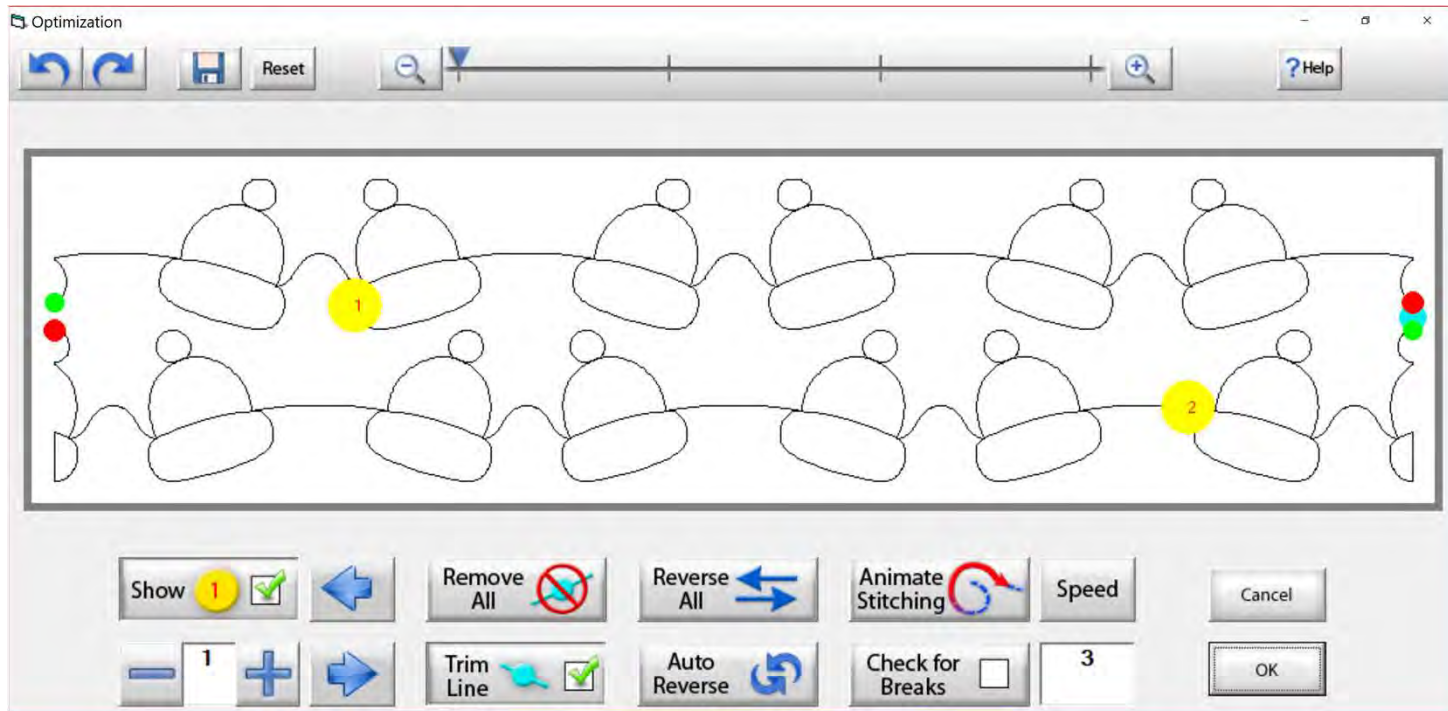 Optimization
Reset
? Help
1
2
Show 1
Remove
All
Reverse
All
Animate
Stitching
Speed
Cancel
1
Trim
Line
Auto
Reverse
Check for
Breaks
3
OK